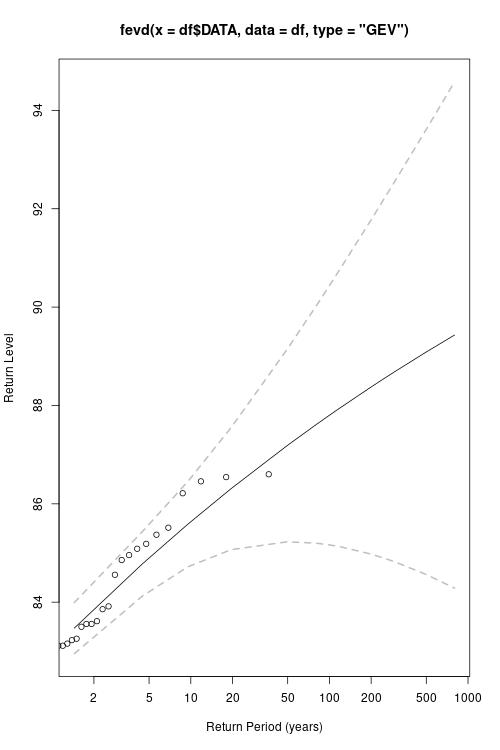 fevd(x = df$DATA, data = df, type = "GEV")
94
92
90
88
86
84
Return Level
2 5 10 20 50 100 200 500 1000
Return Period (years)